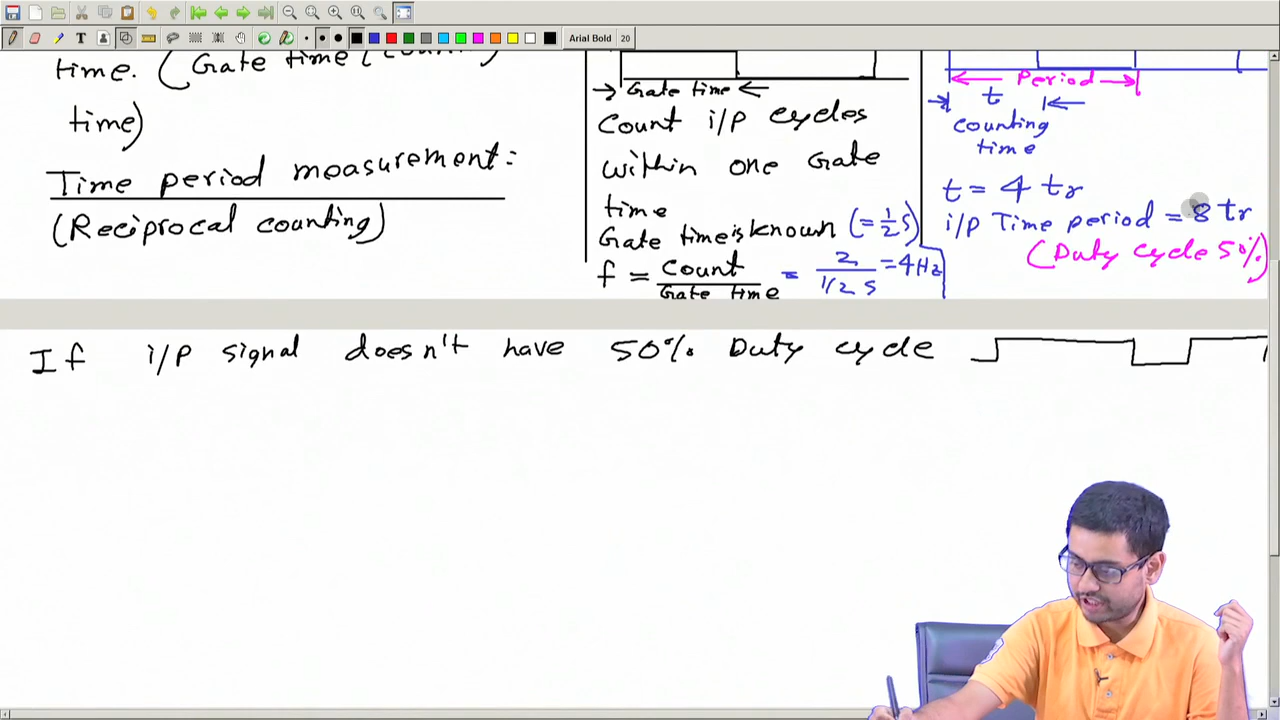 Arial Bold 20
time. (Gate time (counting
time)
Time period measurement:
(Reciprocal counting)
Gate time
Count i/p cycles
within one Gate
time
Gate time is known (= 1/2 s)
f = Count / Gate time = 2 / 1/2 s = 4 Hz
Period
t
counting
time
t = 4 tr
i/p Time period = 8 tr
(Duty cycle 50%)
If i/p signal doesn't have 50% Duty cycle